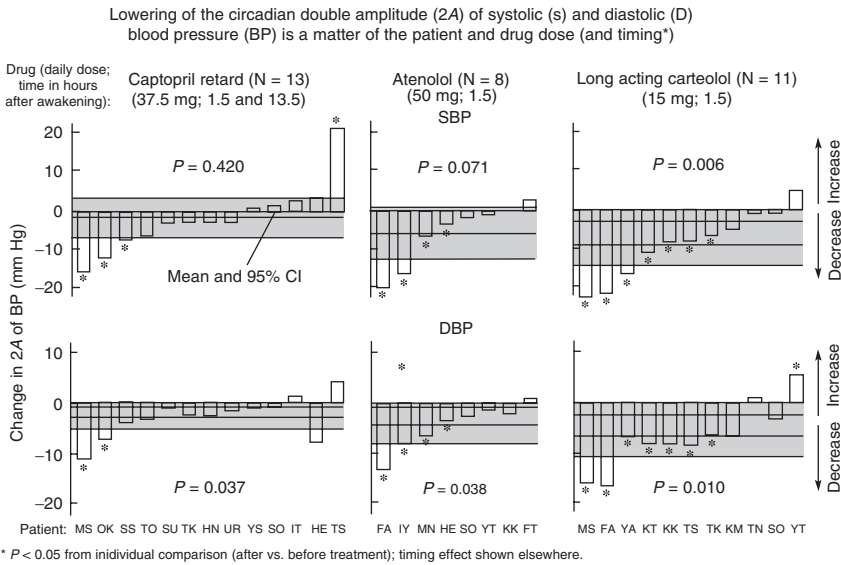 Lowering of the circadian double amplitude (2A) of systolic (s) and diastolic (D)
blood pressure (BP) is a matter of the patient and drug dose (and timing*)
Drug (daily dose;
time in hours
after awakening):
Captopril retard (N = 13)
(37.5 mg; 1.5 and 13.5)
Atenolol (N = 8)
(50 mg; 1.5)
Long acting carteolol (N = 11)
(15 mg; 1.5)
SBP
Change in 2A of BP (mm Hg)
20
10
0
−10
−20
P = 0.420
*
* * *
Mean and 95% CI
P = 0.071
* * * *
P = 0.006
* * * * * * *
Increase
Decrease
DBP
10
0
−10
−20
P = 0.037
* *
P = 0.038
*
* * * *
P = 0.010
*
* * * * * * *
Increase
Decrease
Patient: MS OK SS TO SU TK HN UR YS SO IT HE TS FA IY MN HE SO YT KK FT MS FA YA KT KK TS TK KM TN SO YT
* P < 0.05 from inidividual comparison (after vs. before treatment); timing effect shown elsewhere.